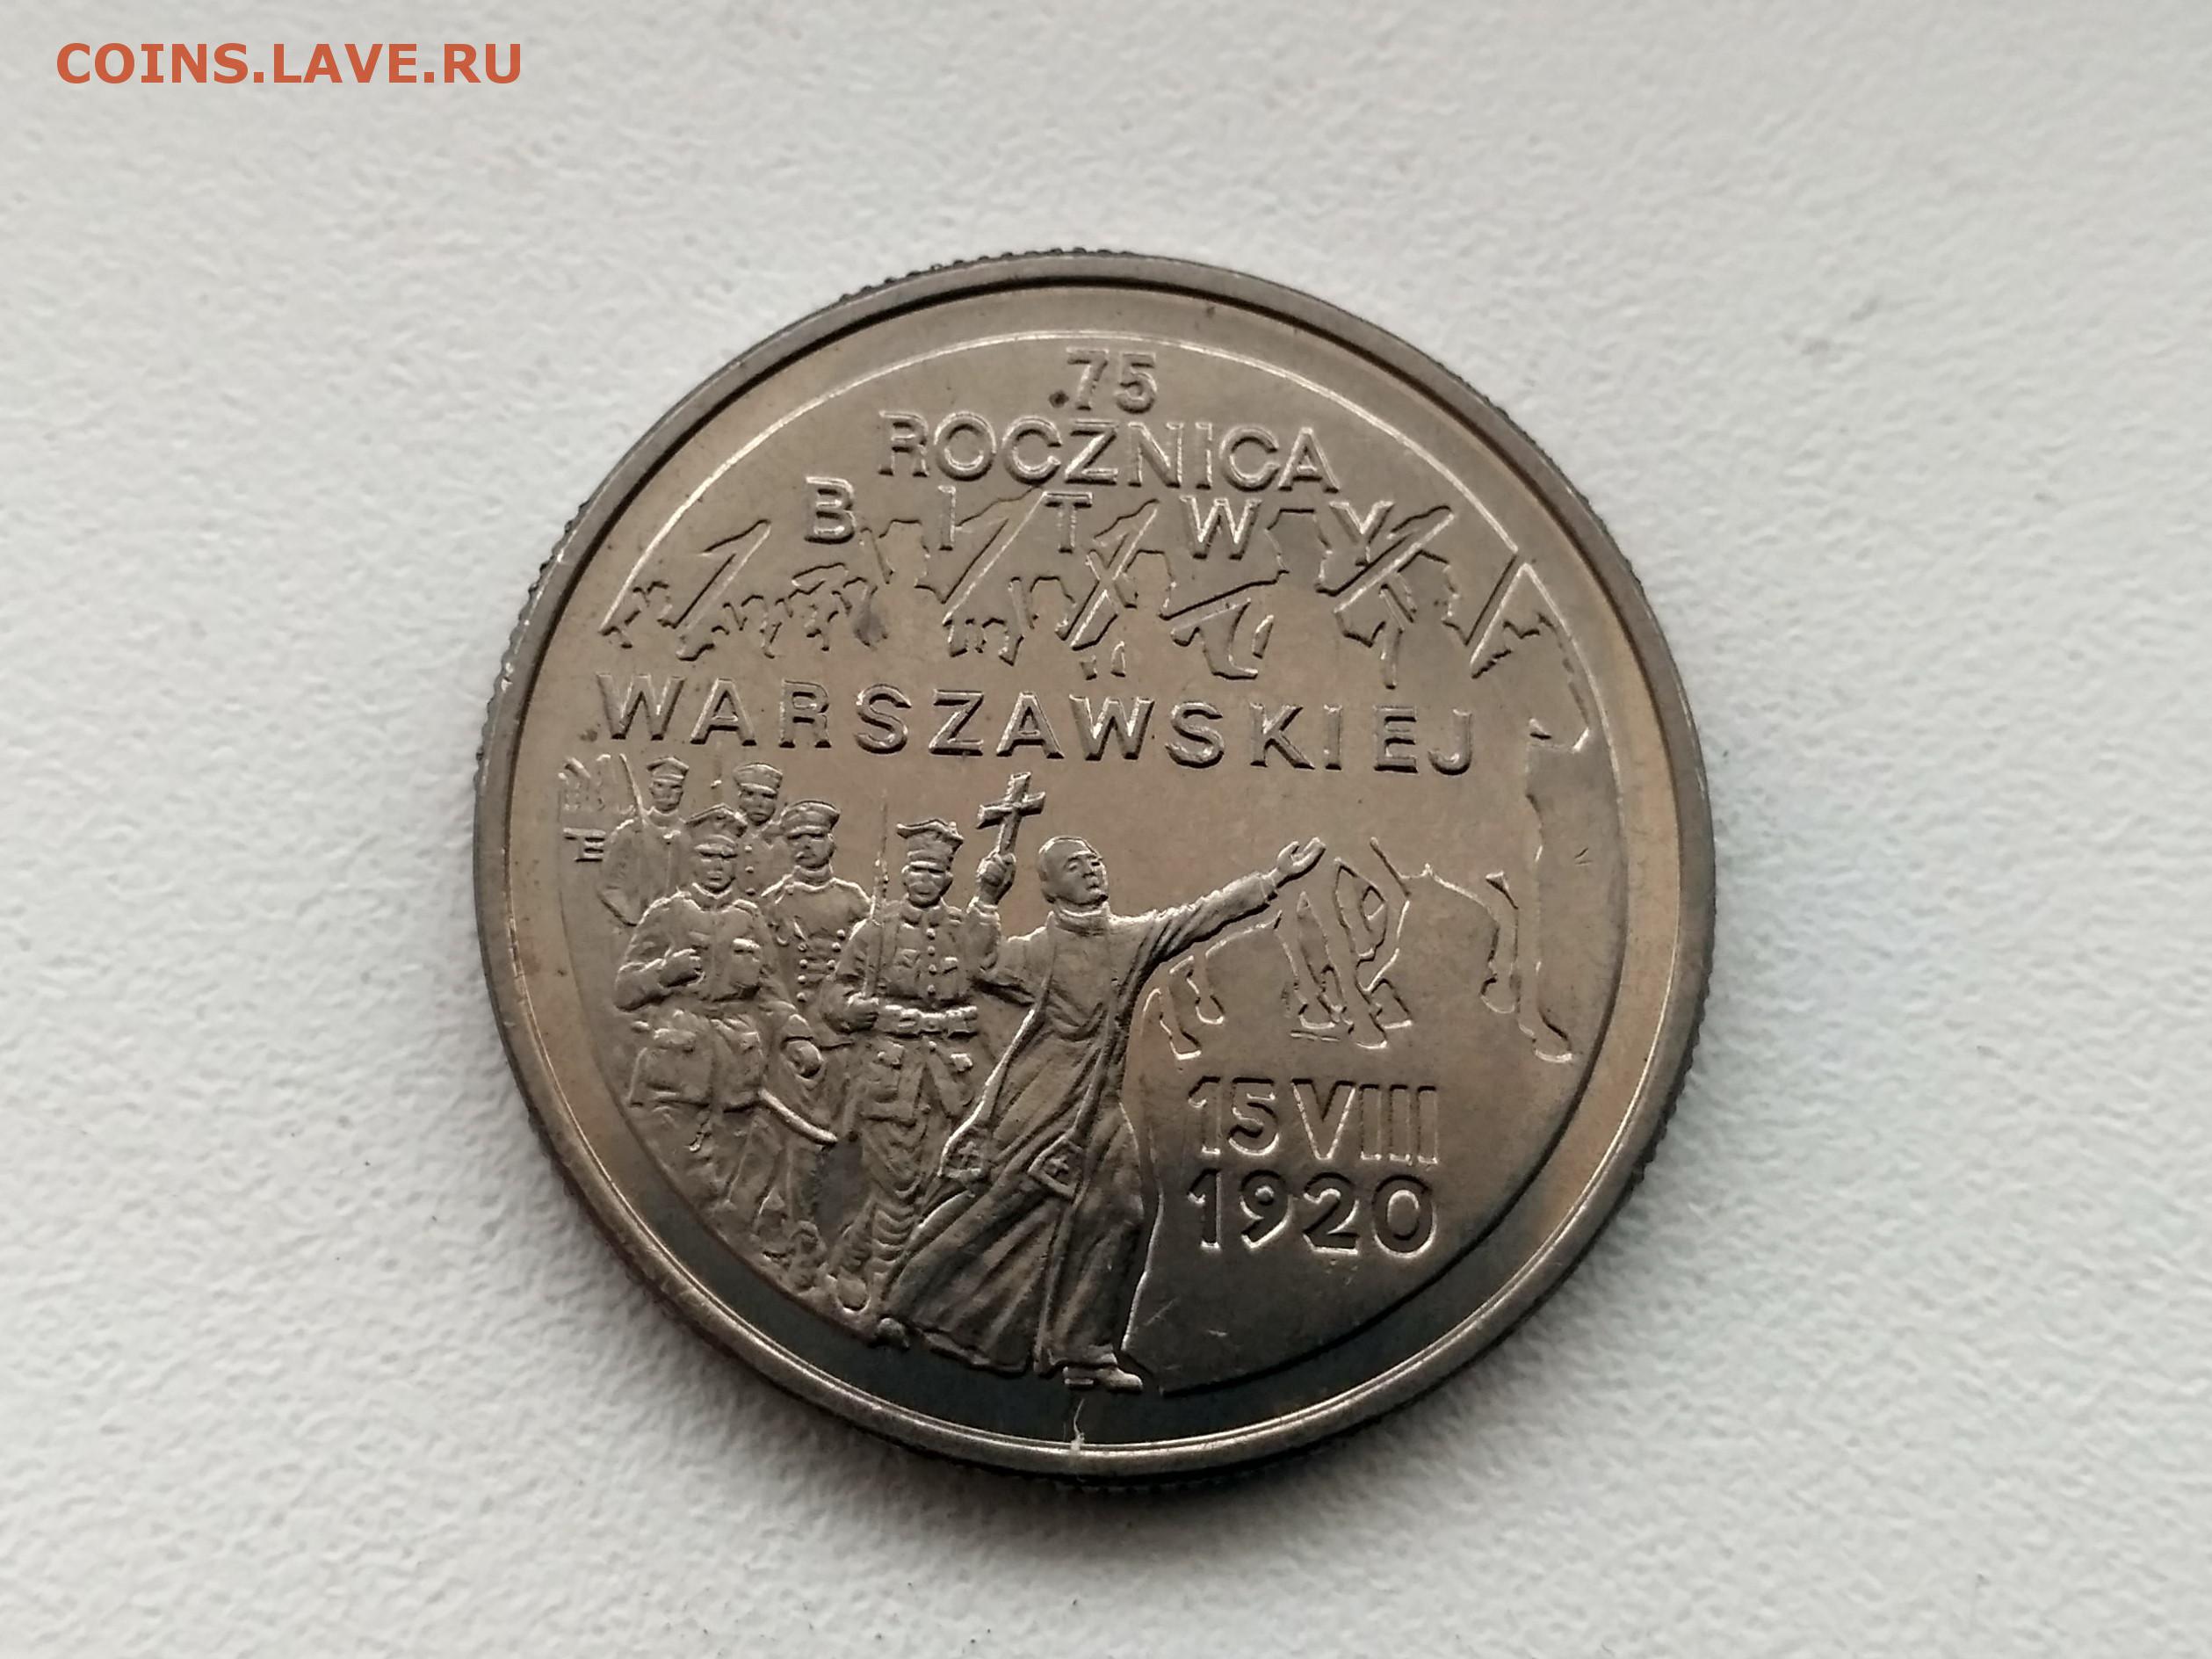 COINS.LAVE.RU
75
ROCZNICA
BITWY
WARSZAWSKIEJ
15 VIII
1920